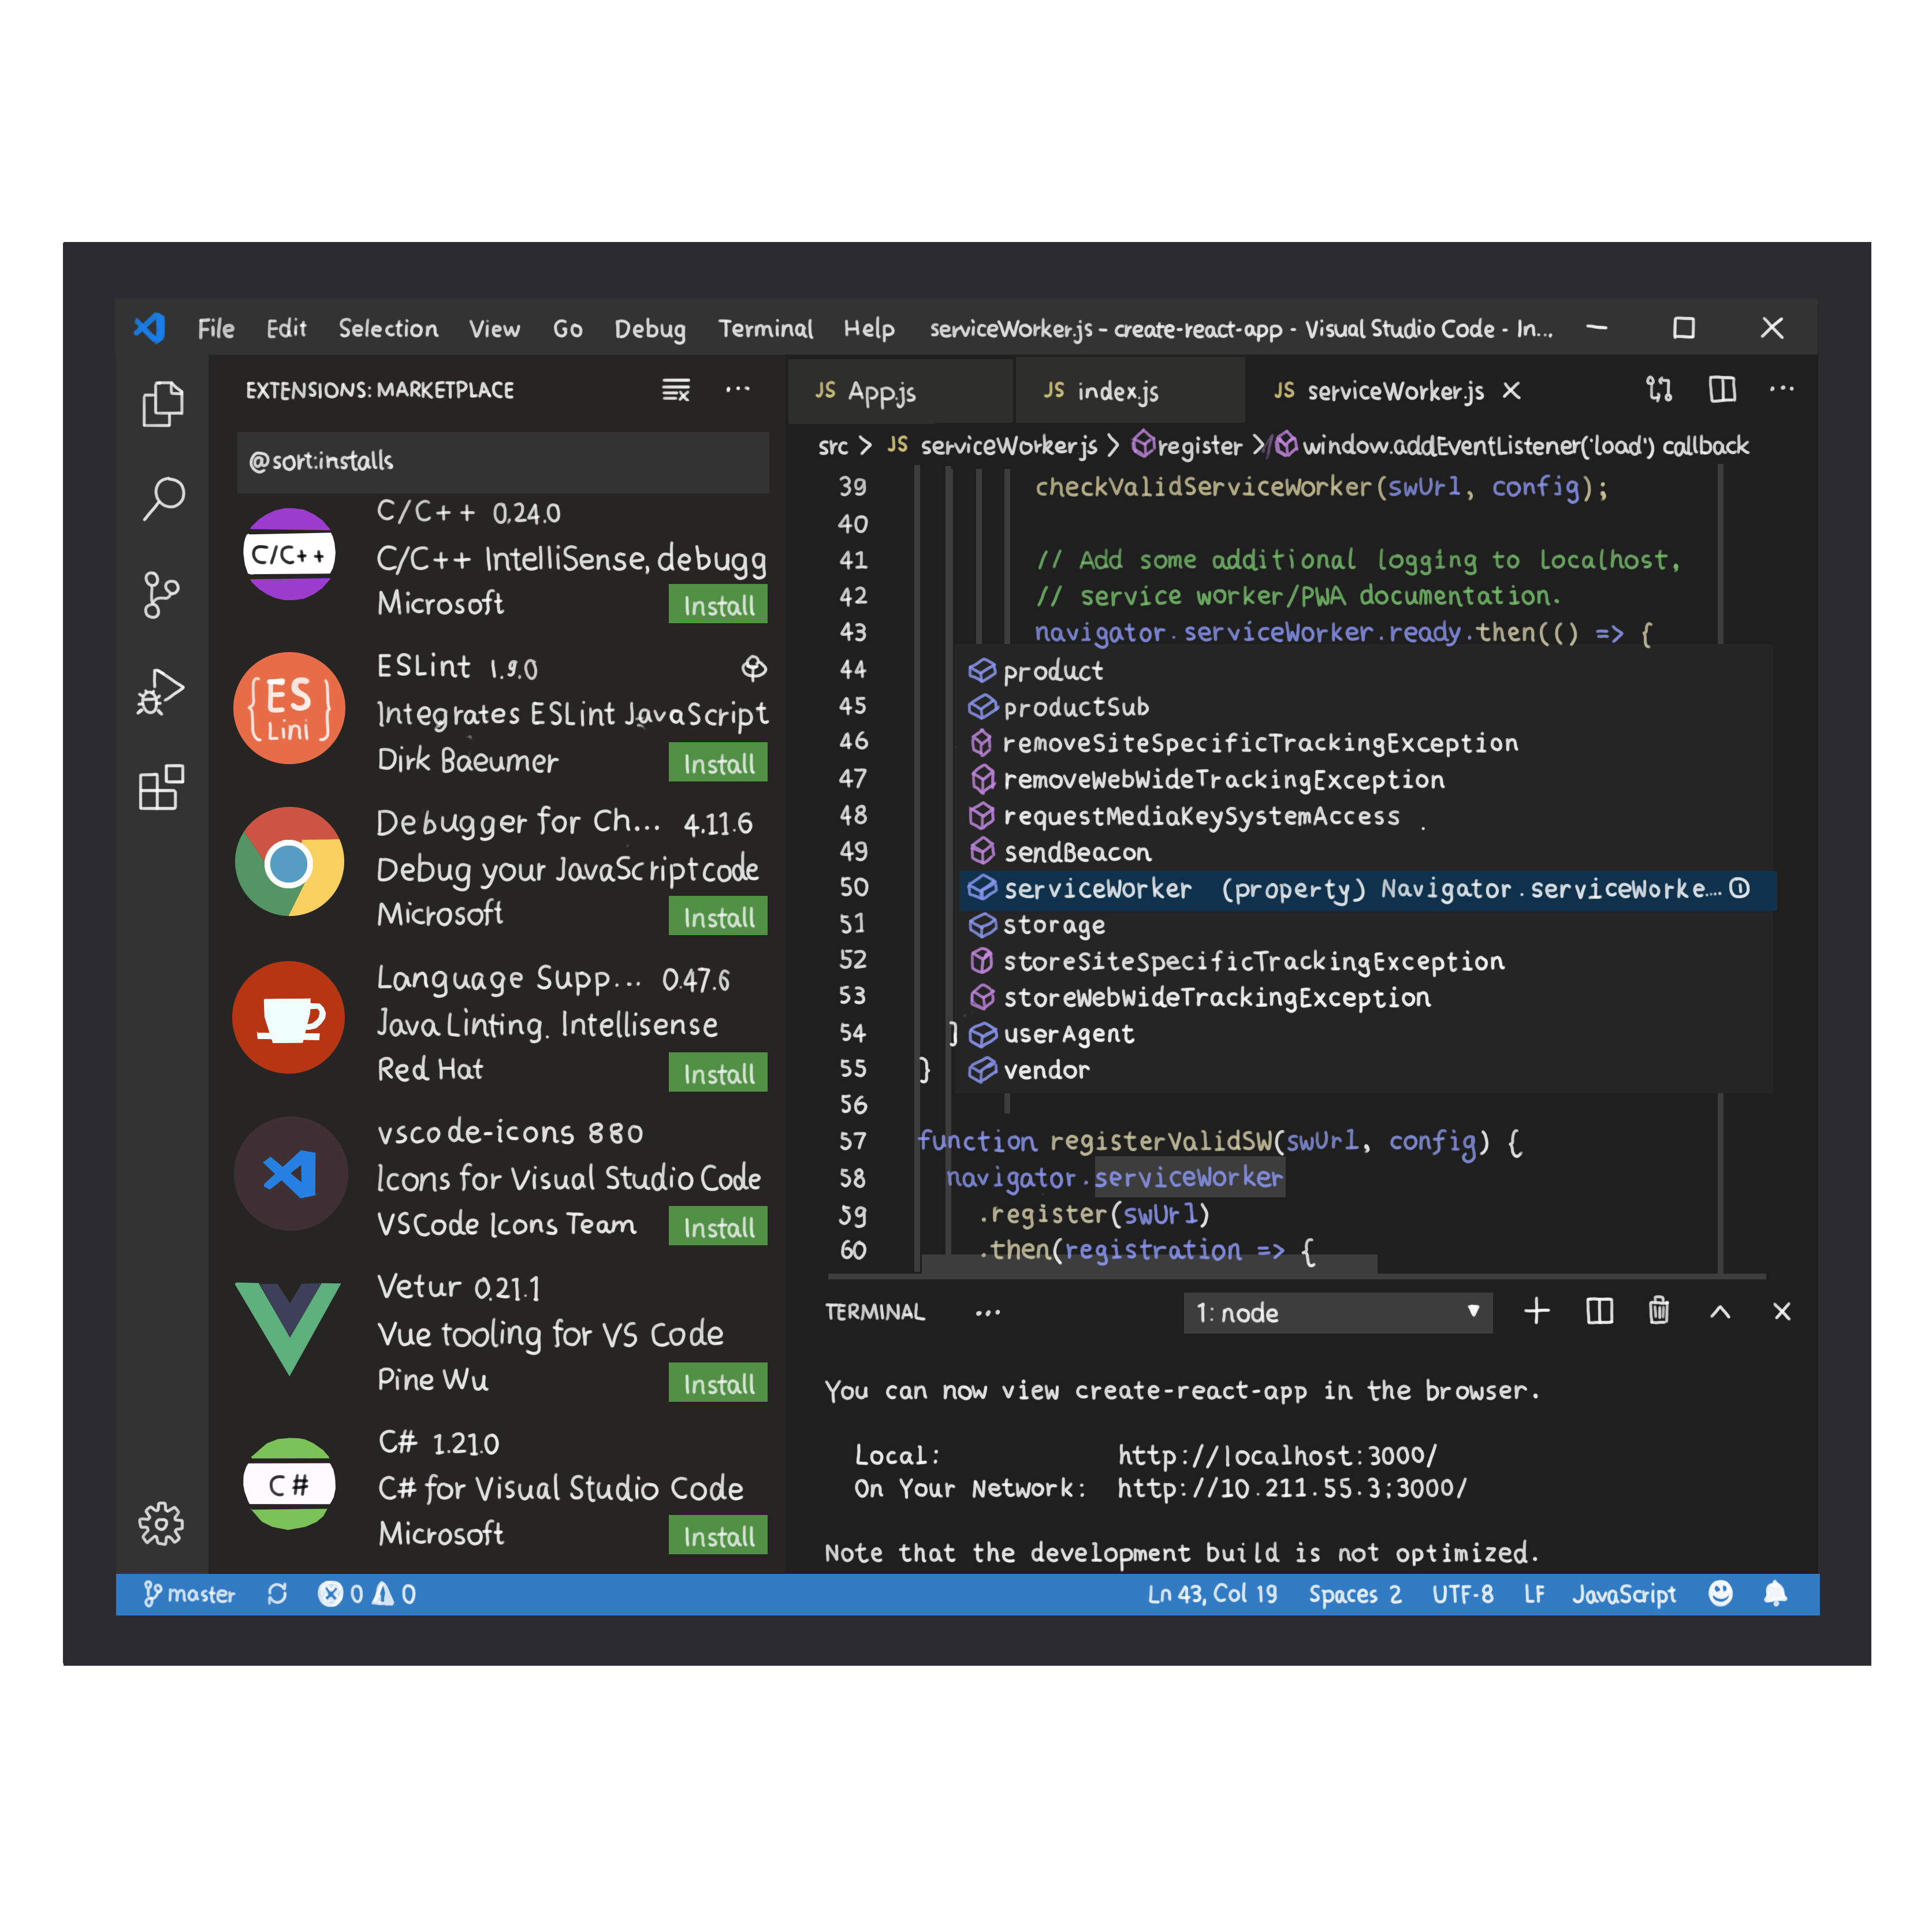 File Edit Selection View Go Debug Terminal Help serviceWorker.js - create-react-app - Visual Studio Code - In...
EXTENSIONS: MARKETPLACE
@sort:installs
C/C++
C/C++ 0.24.0
C/C++ IntelliSense, debugg
Microsoft Install
{ES Lini}
ESLint 1.9.0
Integrates ESLint JavaScript
Dirk Baeumer Install
Debugger for Ch... 4.11.6
Debug your JavaScript code
Microsoft Install
Language Supp... 0.47.6
Java Linting. Intellisense
Red Hat Install
vscode-icons 880
Icons for Visual Studio Code
VSCode Icons Team Install
Vetur 0.21.1
Vue tooling for VS Code
Pine Wu Install
C#
C# 1.21.0
C# for Visual Studio Code
Microsoft Install
JS App.js JS index.js JS serviceWorker.js
src > JS serviceWorker.js > register > window.addEventListener('load') callback
39 checkValidServiceWorker(swUrl, config);
40
41 // Add some additional logging to localhost,
42 // service worker/PWA documentation.
43 navigator.serviceWorker.ready.then(() => {
44 product
45 productSub
46 removeSiteSpecificTrackingException
47 removeWebWideTrackingException
48 requestMediaKeySystemAccess
49 sendBeacon
50 serviceWorker (property) Navigator.serviceWorke....
51 storage
52 storeSiteSpecificTrackingException
53 storeWebWideTrackingException
54 ] userAgent
55 } vendor
56
57 function registerValidSW(swUrl, config) {
58 navigator.serviceWorker
59 .register(swUrl)
60 .then(registration => {
TERMINAL ... 1: node
You can now view create-react-app in the browser.
Local: http://localhost:3000/
On Your Network: http://10.211.55.3:3000/
Note that the development build is not optimized.
master 0 0 Ln 43, Col 19 Spaces 2 UTF-8 LF JavaScript